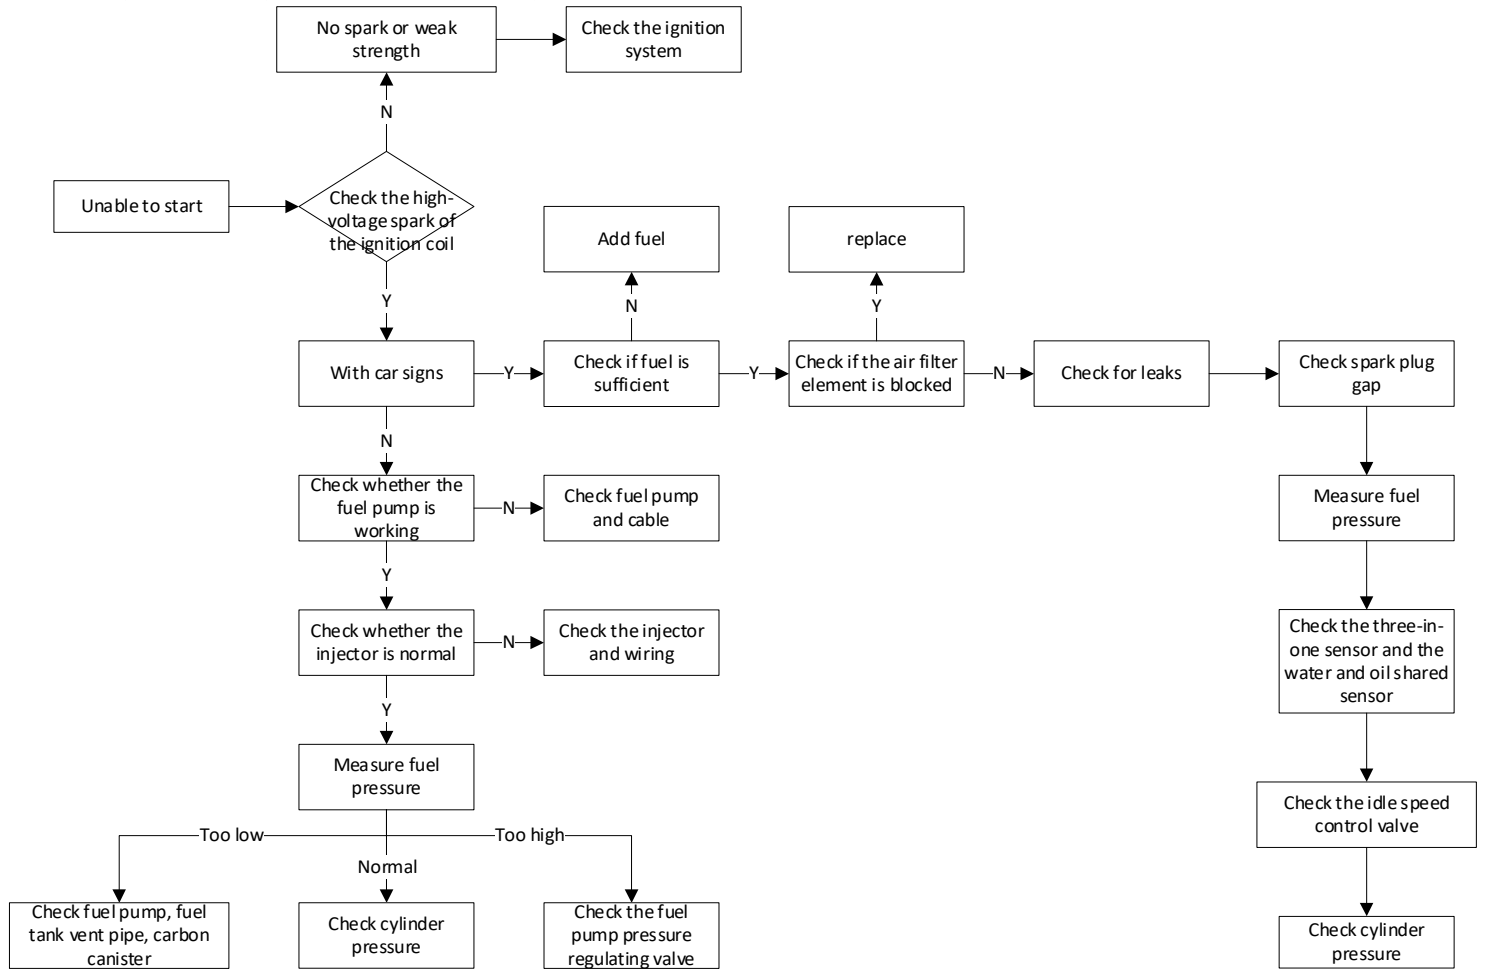 No spark or weak
strength
Check the ignition
system
N
Unable to start
Check the high-
voltage spark of
the ignition coil
Add fuel
replace
Y
N
Y
With car signs
Y
Check if fuel is
sufficient
Y
Check if the air filter
element is blocked
N
Check for leaks
Check spark plug
gap
N
Check whether the
fuel pump is
working
N
Check fuel pump
and cable
Measure fuel
pressure
Y
Check whether the
injector is normal
N
Check the injector
and wiring
Check the three-in-
one sensor and the
water and oil shared
sensor
Y
Measure fuel
pressure
Check the idle speed
control valve
Too low
Too high
Normal
Check fuel pump, fuel
tank vent pipe, carbon
canister
Check cylinder
pressure
Check the fuel
pump pressure
regulating valve
Check cylinder
pressure